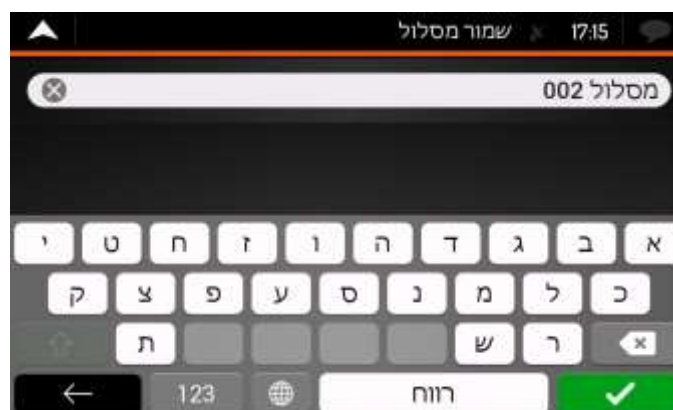 שמור מסלול 17:15
מסלול 002
א ב ג ד ה ו ז ח ט י
כ ל מ נ ס ע פ צ ק
ר ש ת
רווח 123